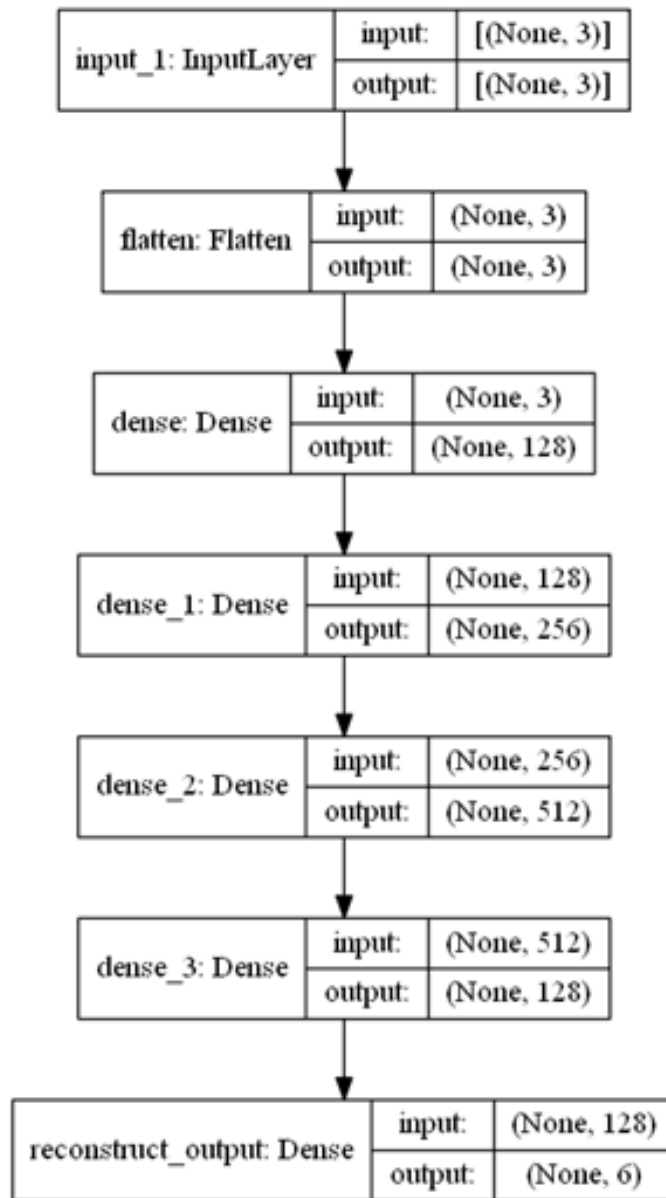 input_1: InputLayer
input: [(None, 3)]
output: [(None, 3)]
flatten: Flatten
input: (None, 3)
output: (None, 3)
dense: Dense
input: (None, 3)
output: (None, 128)
dense_1: Dense
input: (None, 128)
output: (None, 256)
dense_2: Dense
input: (None, 256)
output: (None, 512)
dense_3: Dense
input: (None, 512)
output: (None, 128)
reconstruct_output: Dense
input: (None, 128)
output: (None, 6)